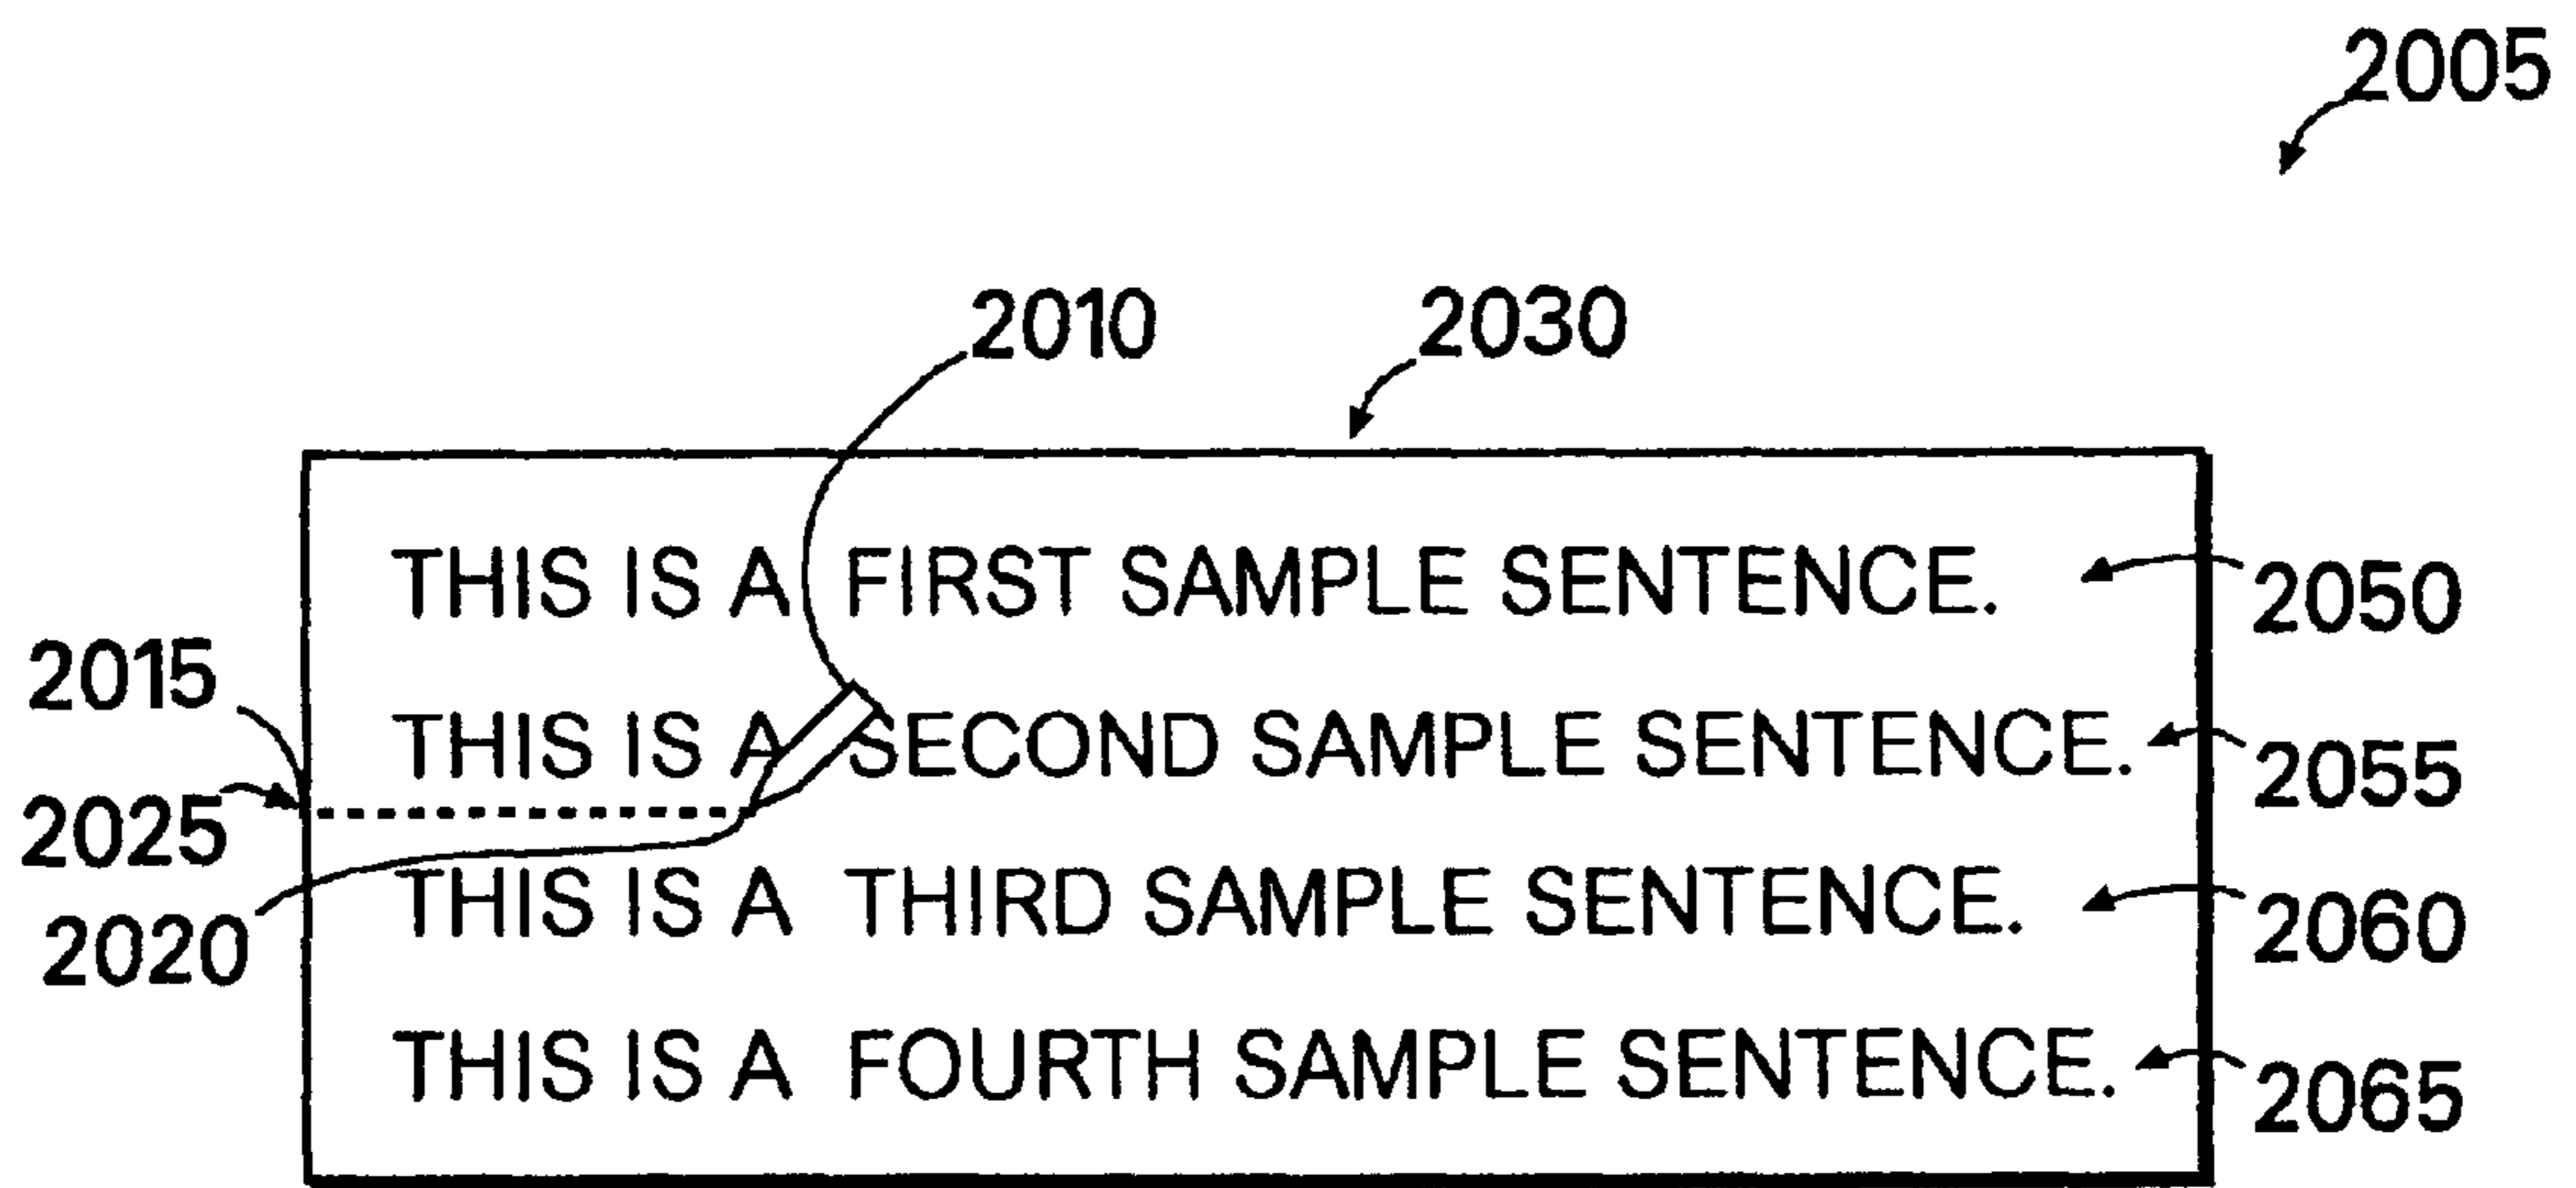 2005
2010 2030
THIS IS A FIRST SAMPLE SENTENCE. 2050
2015
THIS IS A SECOND SAMPLE SENTENCE. 2055
2025
THIS IS A THIRD SAMPLE SENTENCE. 2060
2020
THIS IS A FOURTH SAMPLE SENTENCE. 2065